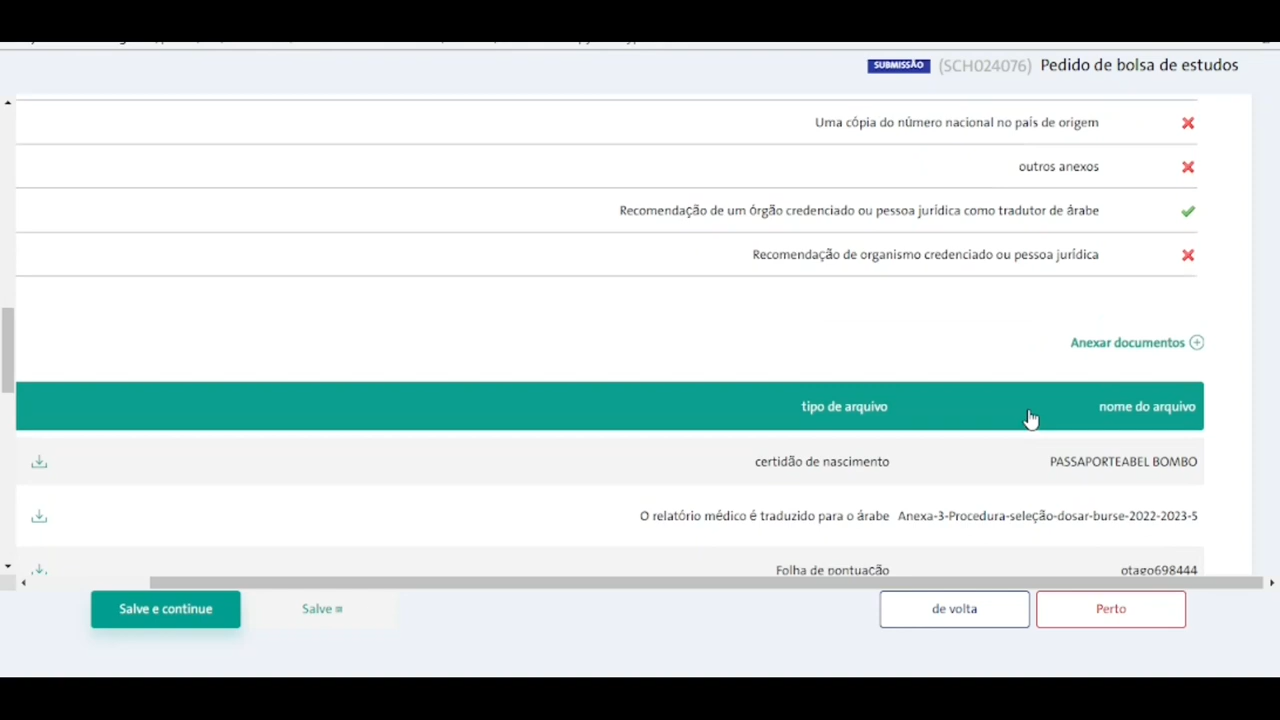 SUBMISSÃO (SCH024076) Pedido de bolsa de estudos
Uma cópia do número nacional no país de origem
outros anexos
Recomendação de um órgão credenciado ou pessoa jurídica como tradutor de árabe
Recomendação de organismo credenciado ou pessoa jurídica
Anexar documentos
tipo de arquivo nome do arquivo
certidão de nascimento PASSAPORTEABEL BOMBO
O relatório médico é traduzido para o árabe Anexa-3-Procedura-seleção-dosar-burse-2022-2023-5
Folha de pontuação otago698444
Salve e continue Salve de volta Perto